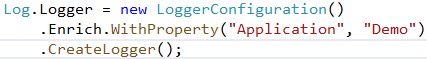 Log.Logger = new LoggerConfiguration()
    .Enrich.WithProperty("Application", "Demo")
    .CreateLogger();